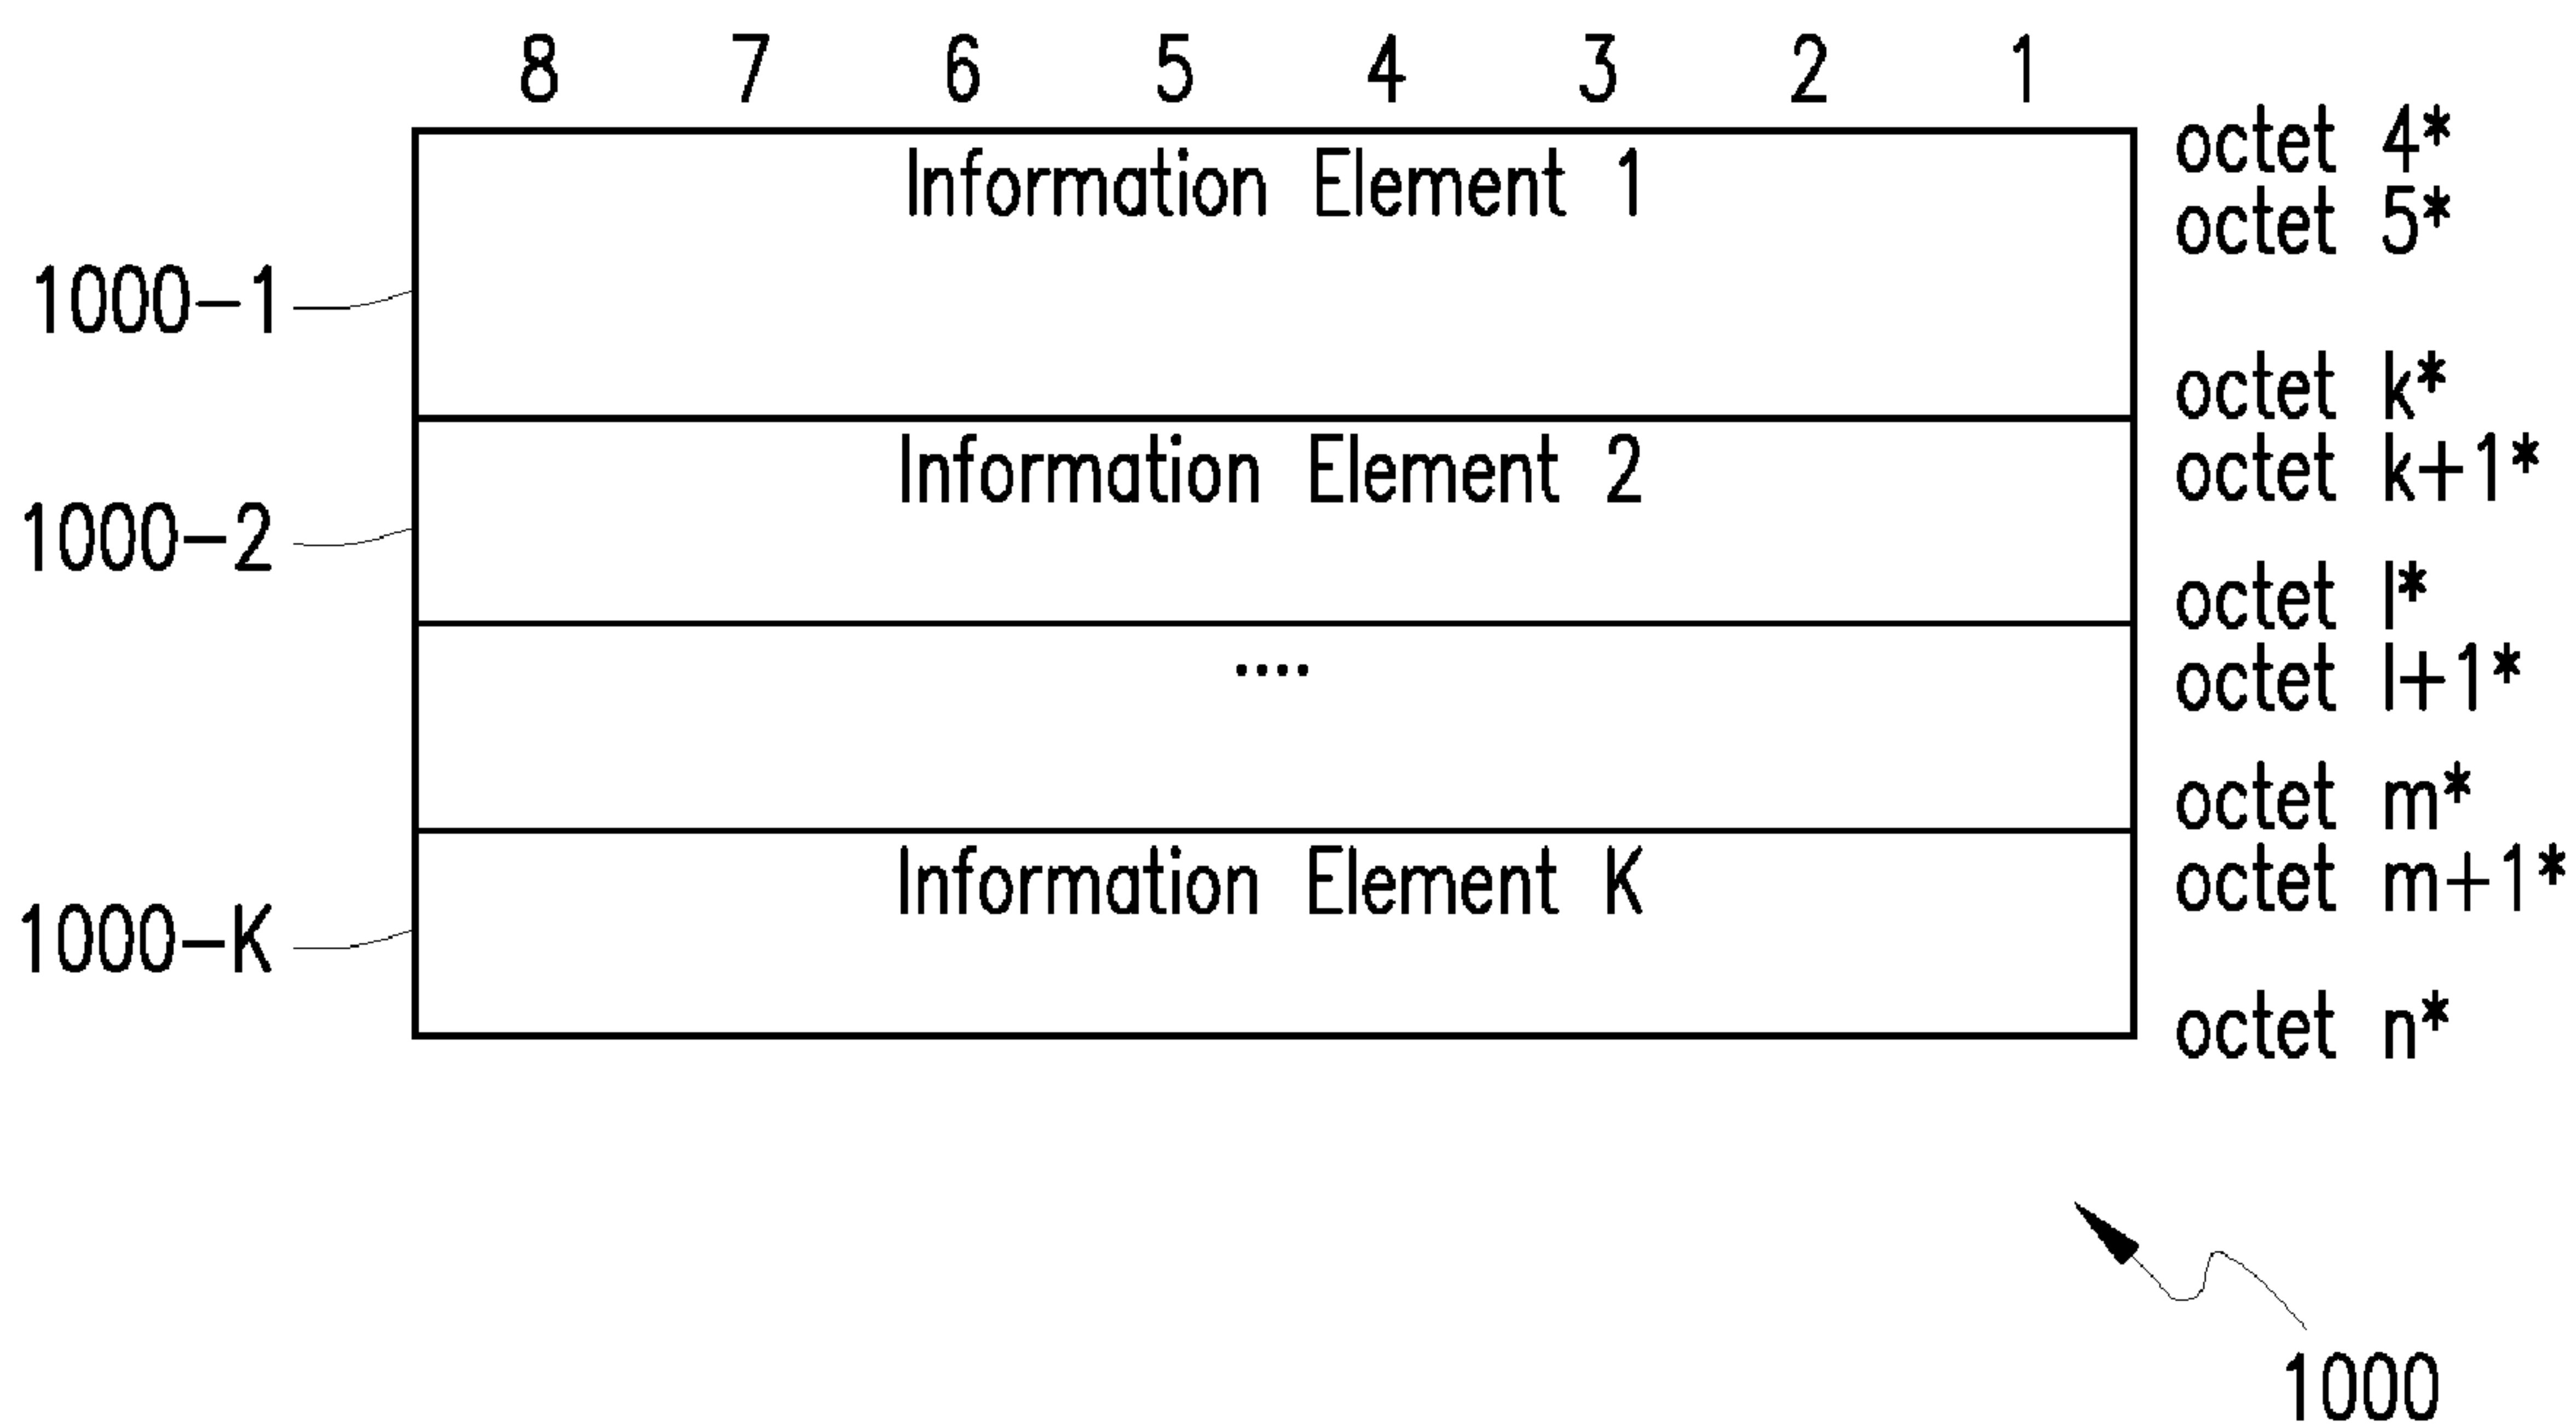 8 7 6 5 4 3 2 1
octet 4*
Information Element 1
octet 5*
1000-1
octet k*
Information Element 2
octet k+1*
1000-2
octet l*
....
octet l+1*
octet m*
Information Element K
octet m+1*
1000-K
octet n*
1000